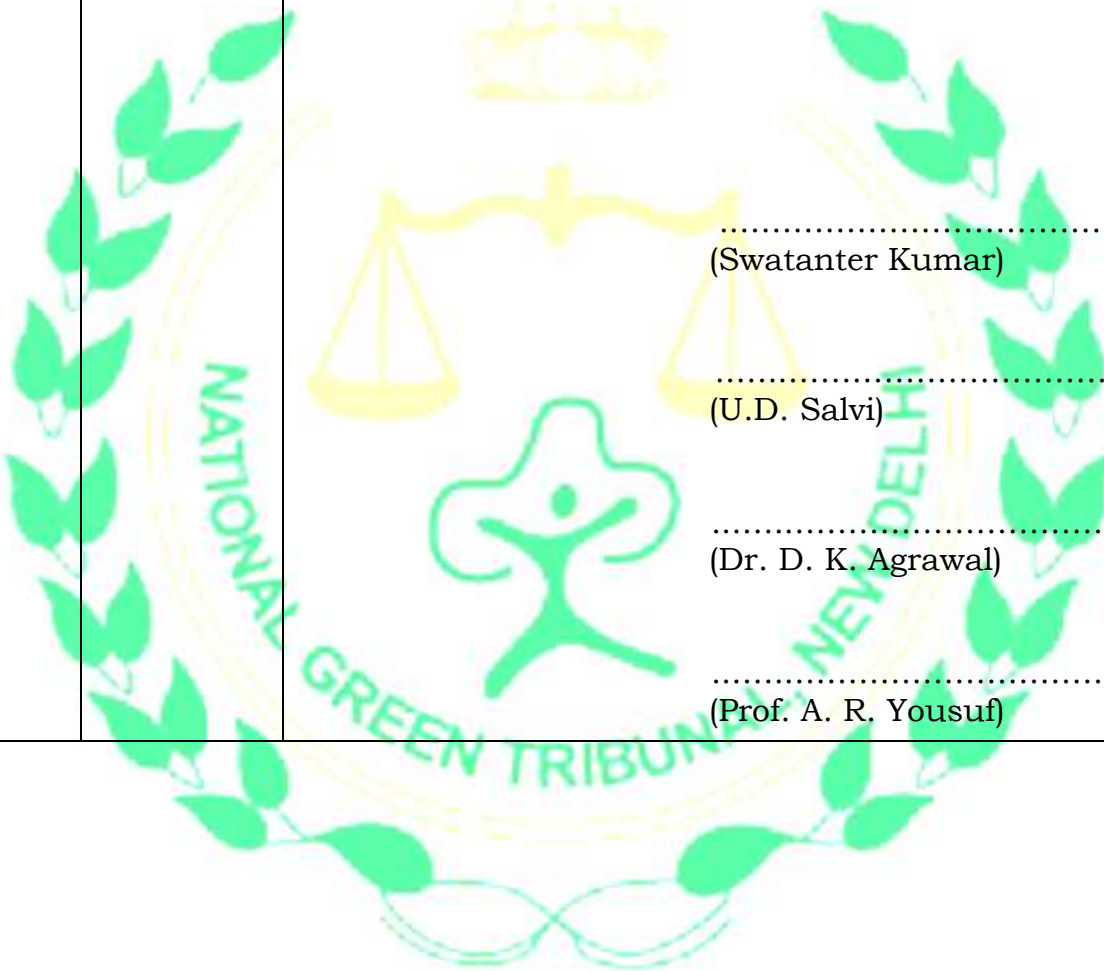 ……………………………….
(Swatanter Kumar)
……………………………….
(U.D. Salvi)
……………………………….
(Dr. D. K. Agrawal)
……………………………….
(Prof. A. R. Yousuf)
NATIONAL GREEN TRIBUNAL, NEW DELHI